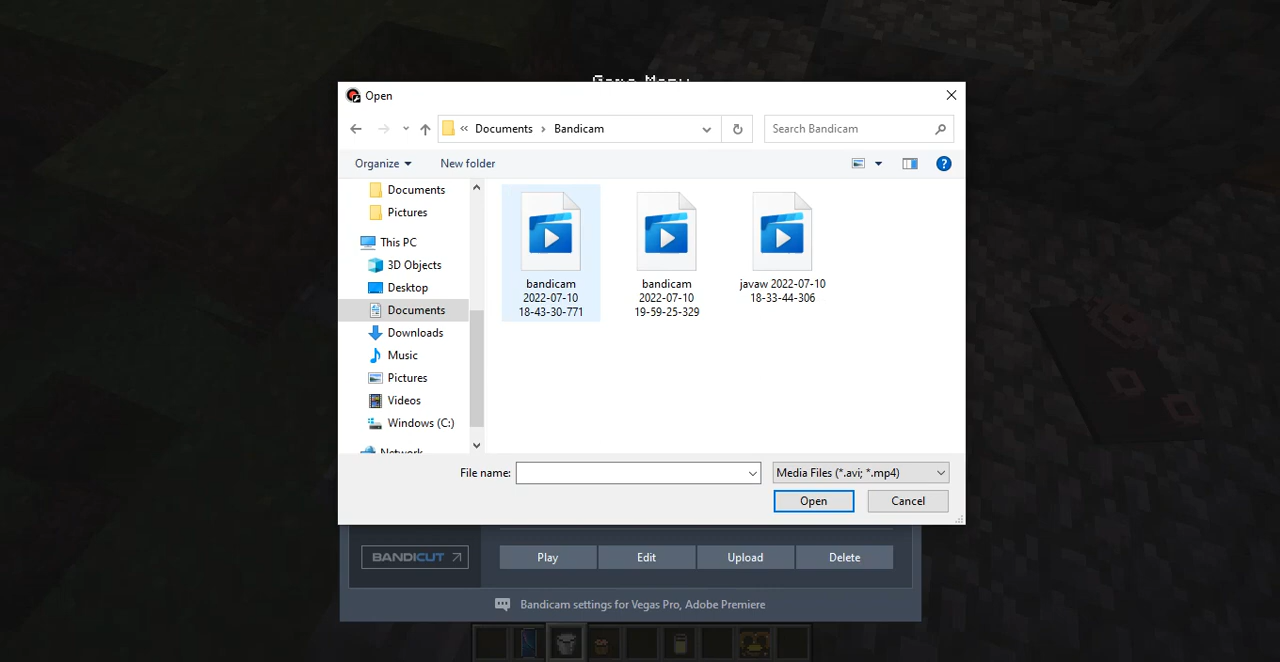 Game Menu
Open
« Documents › Bandicam
Search Bandicam
Organize
New folder
Documents
Pictures
This PC
3D Objects
Desktop
Documents
Downloads
Music
Pictures
Videos
Windows (C:)
Network
bandicam
2022-07-10
18-43-30-771
bandicam
2022-07-10
19-59-25-329
javaw 2022-07-10
18-33-44-306
File name:
Media Files (*.avi; *.mp4)
Open
Cancel
BANDICUT
Play
Edit
Upload
Delete
Bandicam settings for Vegas Pro, Adobe Premiere